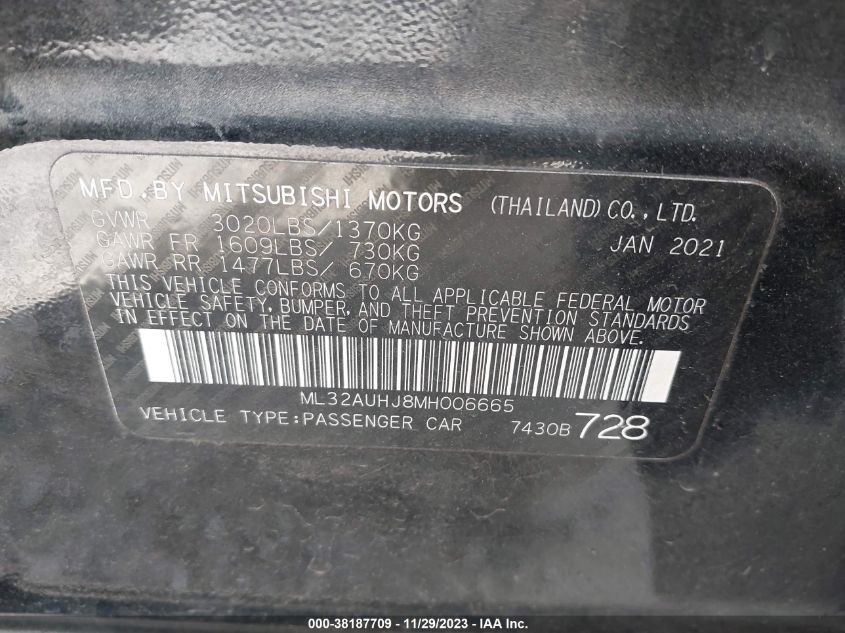 MFD.BY MITSUBISHI MOTORS (THAILAND)CO.,LTD.
GVWR 3020LBS/1370KG JAN 2021
GAWR FR 1609LBS/ 730KG
GAWR RR 1477LBS/ 670KG
THIS VEHICLE CONFORMS TO ALL APPLICABLE FEDERAL MOTOR
VEHICLE SAFETY, BUMPER, AND THEFT PREVENTION STANDARDS
IN EFFECT ON THE DATE OF MANUFACTURE SHOWN ABOVE.
ML32AUHJ8MH006665
VEHICLE TYPE:PASSENGER CAR 7430B 728
000-38187709 - 11/29/2023 - IAA Inc.